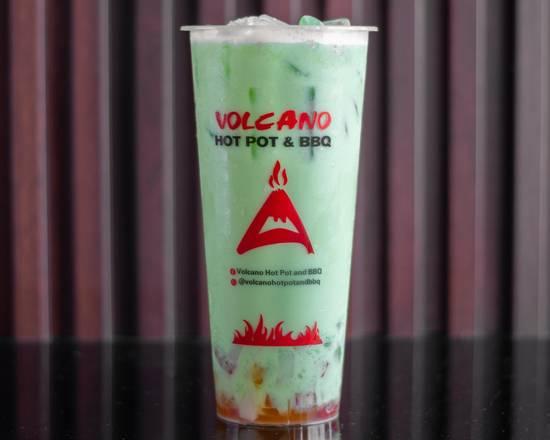 VOLCANO
HOT POT & BBQ
Volcano Hot Pot and BBQ
@volcanohotpotandbbq